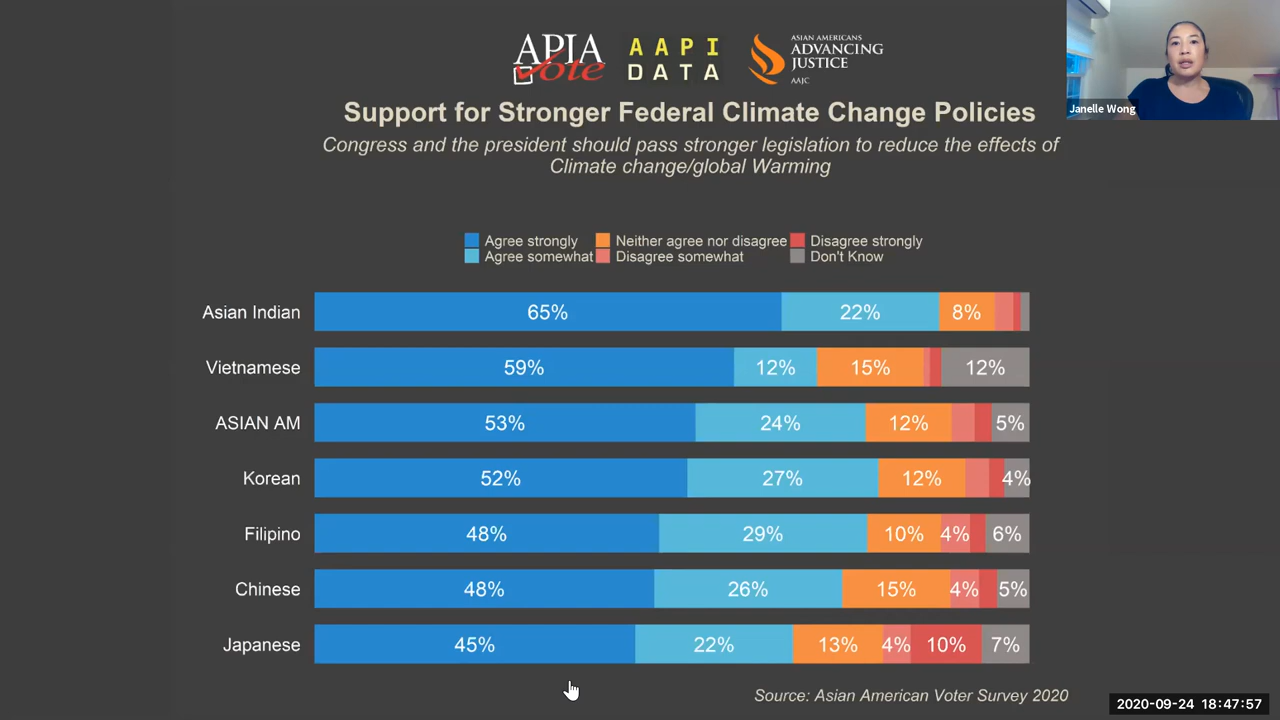 APIA
Vote
AAPI
DATA
ASIAN AMERICANS
ADVANCING
JUSTICE
AAJC
Janelle Wong
Support for Stronger Federal Climate Change Policies
Congress and the president should pass stronger legislation to reduce the effects of
Climate change/global Warming
Agree strongly Neither agree nor disagree Disagree strongly
Agree somewhat Disagree somewhat Don't Know
Asian Indian 65% 22% 8%
Vietnamese 59% 12% 15% 12%
ASIAN AM 53% 24% 12% 5%
Korean 52% 27% 12% 4%
Filipino 48% 29% 10% 4% 6%
Chinese 48% 26% 15% 4% 5%
Japanese 45% 22% 13% 4% 10% 7%
Source: Asian American Voter Survey 2020
2020-09-24 18:47:57